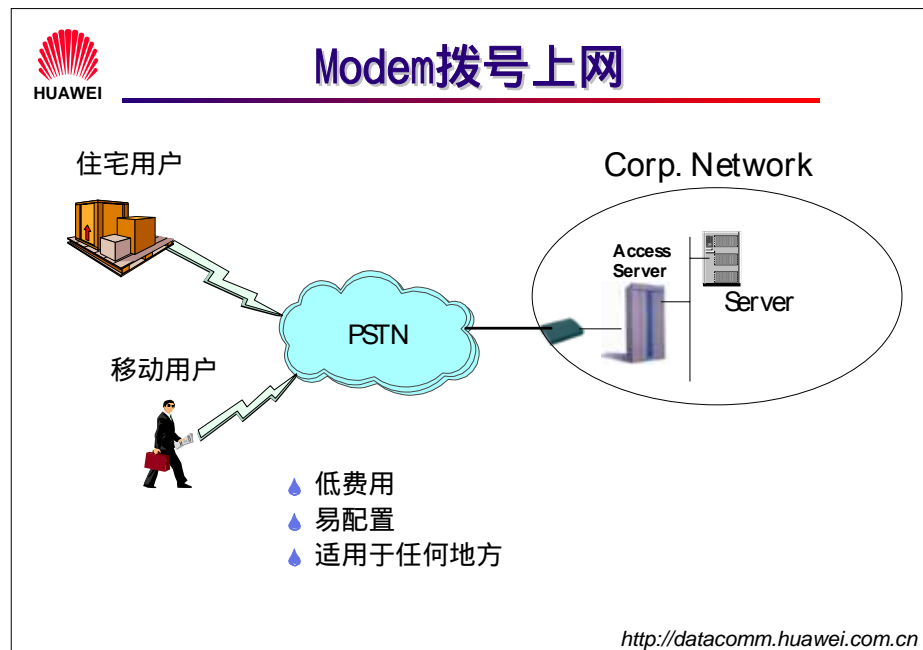 HUAWEI
Modem拨号上网
住宅用户
Corp. Network
Access
Server
Server
PSTN
移动用户
低费用
易配置
适用于任何地方
http://datacomm.huawei.com.cn